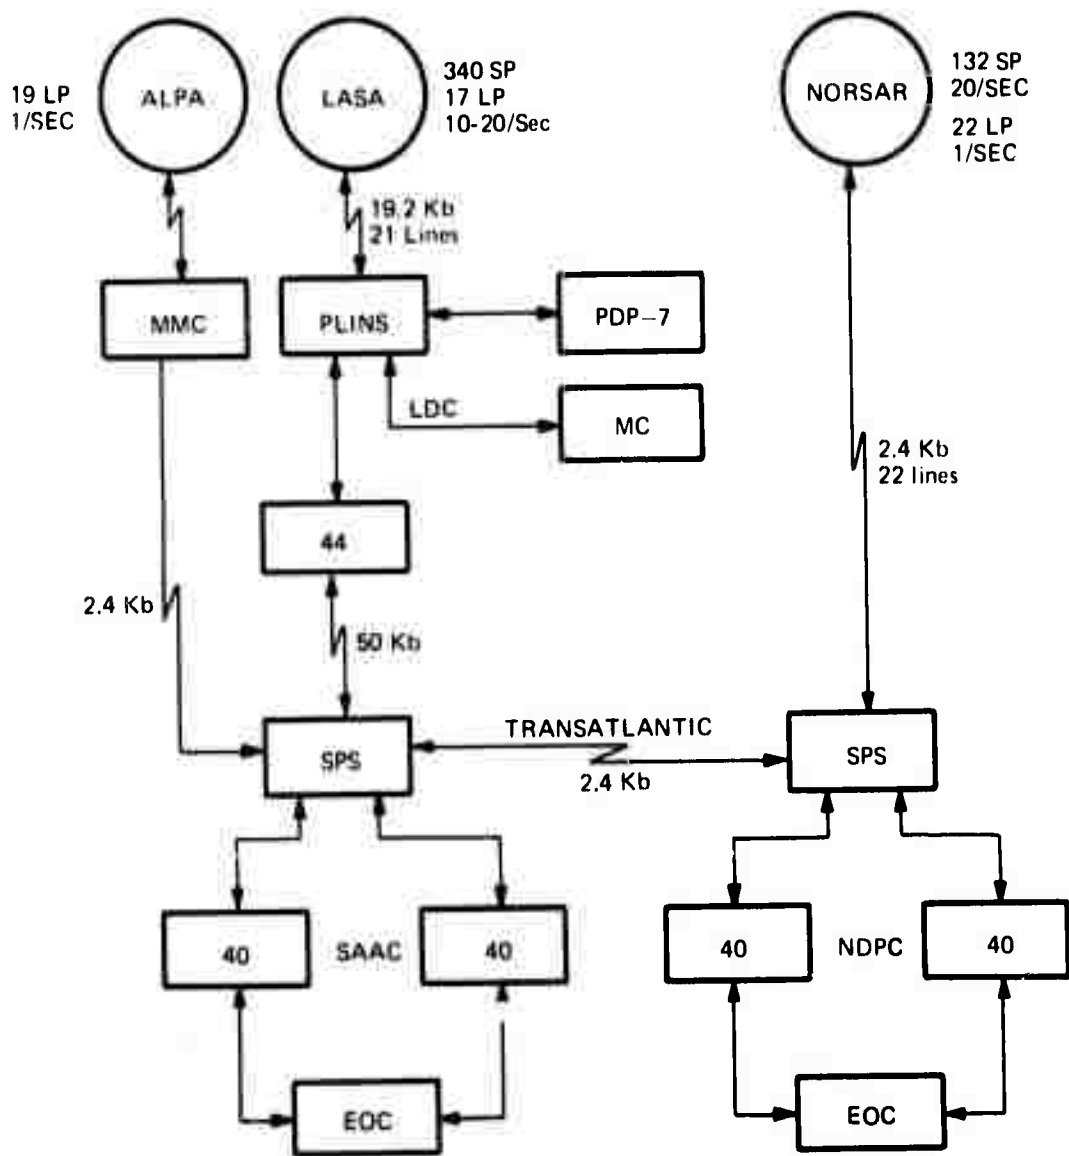 19 LP
1/SEC
ALPA
LASA
340 SP
17 LP
10-20/Sec
NORSAR
132 SP
20/SEC
22 LP
1/SEC
19.2 Kb
21 Lines
MMC
PLINS
PDP-7
LDC
MC
2.4 Kb
22 lines
44
2.4 Kb
50 Kb
SPS
TRANSATLANTIC
2.4 Kb
SPS
40
SAAC
40
40
NDPC
40
EOC
EOC